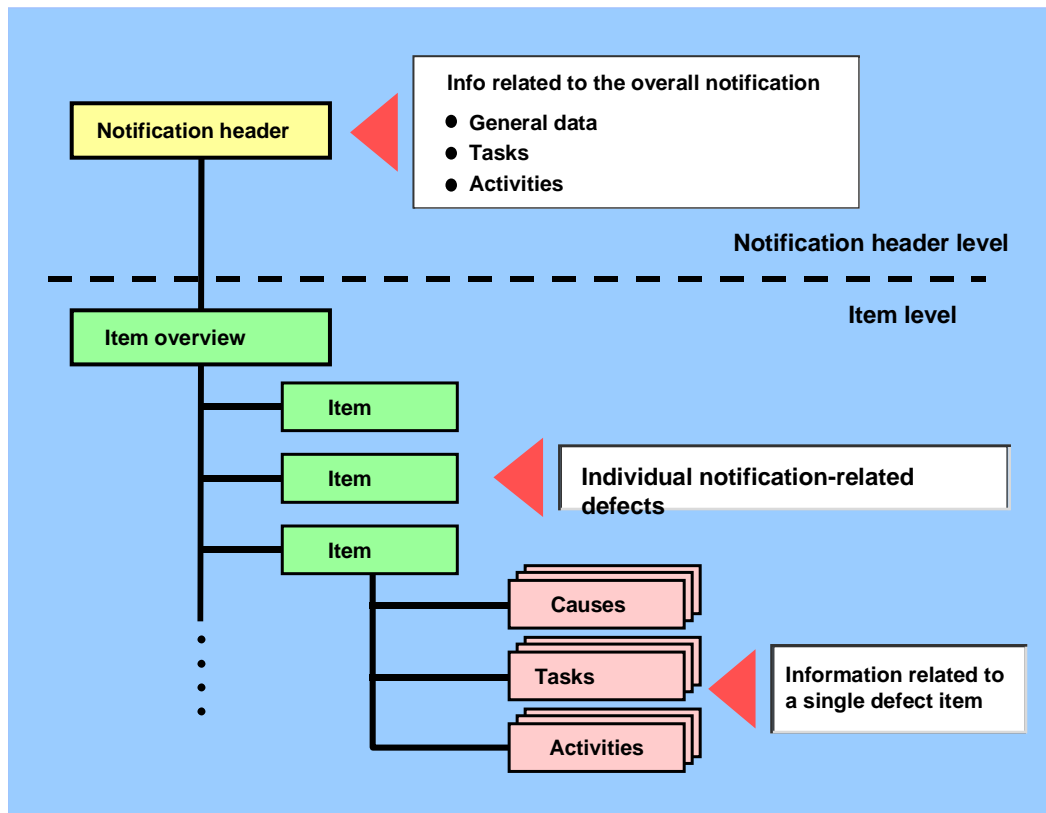 Info related to the overall notification
Notification header
● General data
● Tasks
● Activities
Notification header level
Item level
Item overview
Item
Item
Individual notification-related
defects
Item
Causes
Tasks
Information related to
a single defect item
Activities